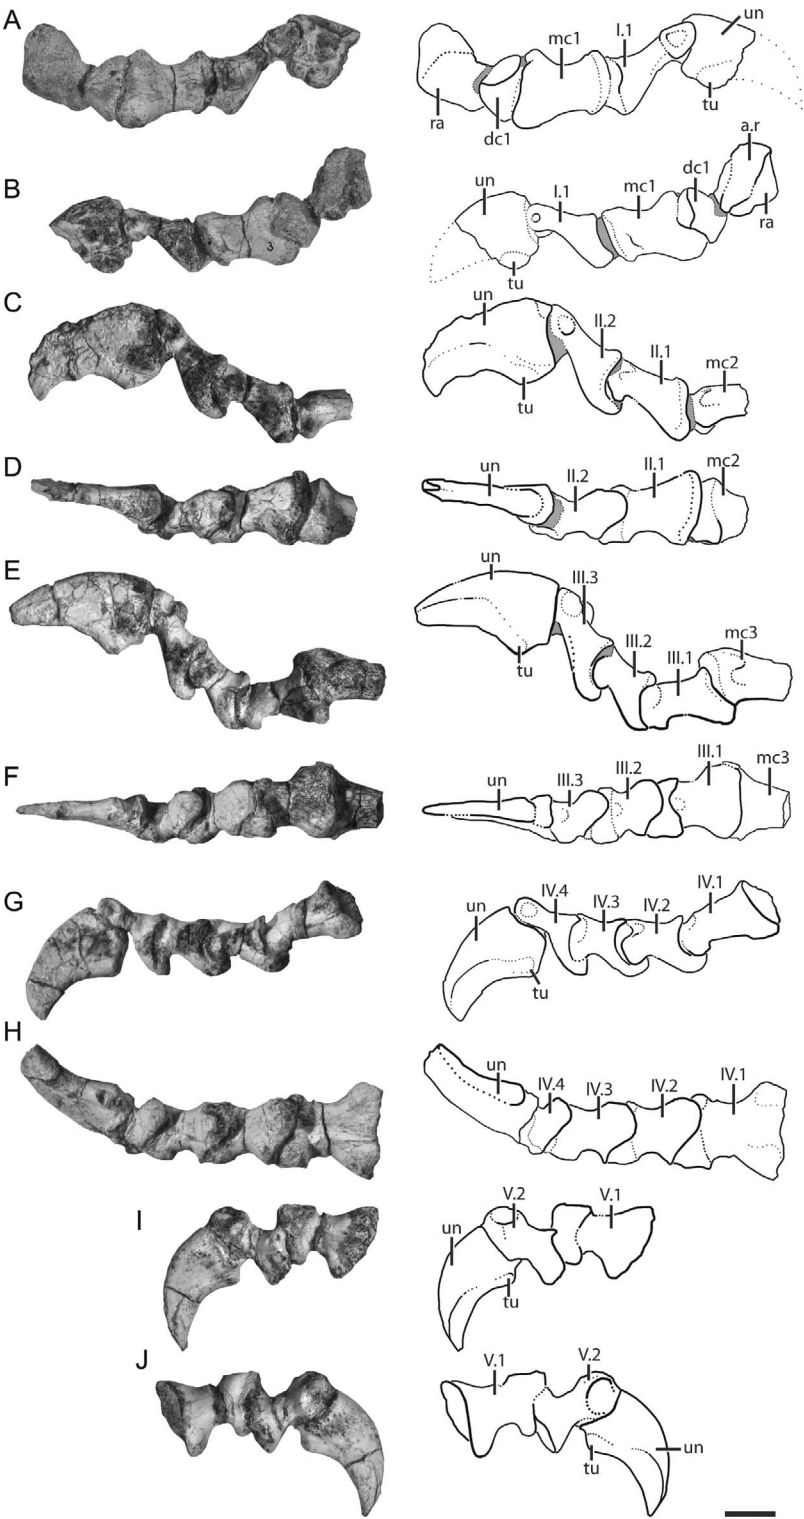 A
un
I.1
mc1
tu
ra
dc1
a.r
B
dc1
un
I.1
mc1
3
ra
tu
C
un
II.2
II.1
mc2
tu
D
un
II.2
II.1
mc2
E
un
III.3
III.2
III.1
mc3
tu
F
III.1
un
III.3
III.2
mc3
G
un
IV.4
IV.3
IV.2
IV.1
tu
H
un
IV.4
IV.3
IV.2
IV.1
I
V.2
V.1
un
tu
J
V.1
V.2
un
tu